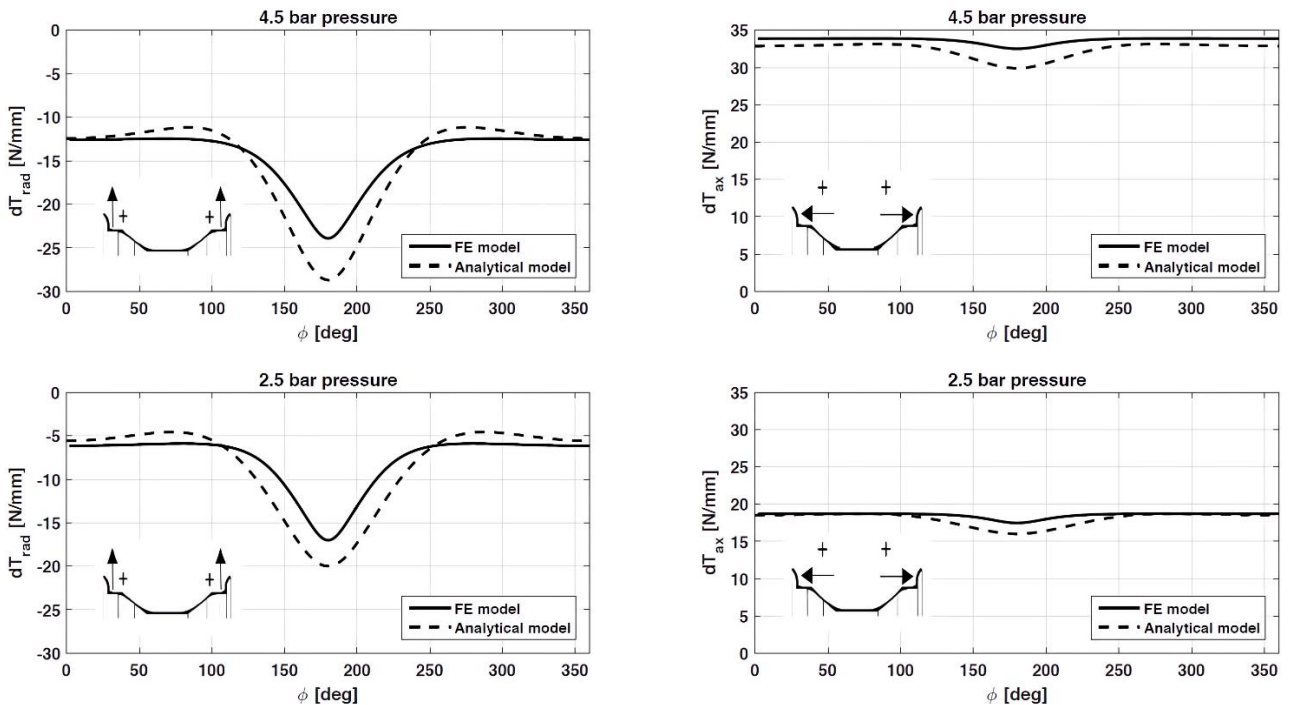 4.5 bar pressure
0
-5
-10
-15
-20
-25
-30
dT_rad [N/mm]
+ +
FE model
Analytical model
0 50 100 150 200 250 300 350
ϕ [deg]
4.5 bar pressure
35
30
25
20
15
10
5
0
dT_ax [N/mm]
+ +
FE model
Analytical model
0 50 100 150 200 250 300 350
ϕ [deg]
2.5 bar pressure
0
-5
-10
-15
-20
-25
-30
dT_rad [N/mm]
+ +
FE model
Analytical model
0 50 100 150 200 250 300 350
ϕ [deg]
2.5 bar pressure
35
30
25
20
15
10
5
0
dT_ax [N/mm]
+ +
FE model
Analytical model
0 50 100 150 200 250 300 350
ϕ [deg]